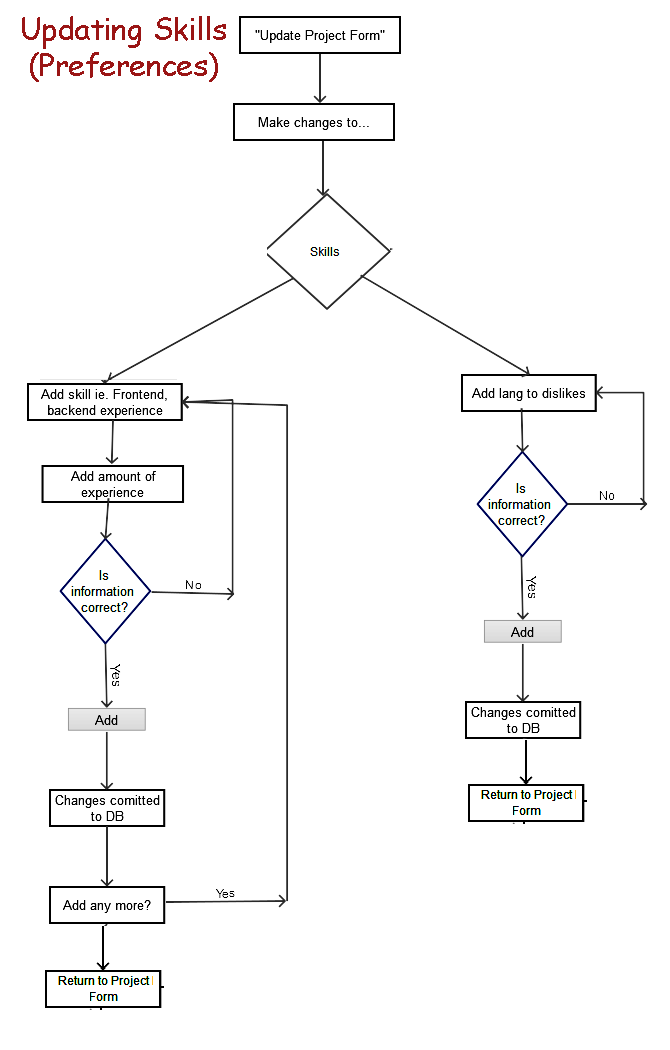 Updating Skills
(Preferences)
"Update Project Form"
Make changes to...
Skills
Add skill ie. Frontend,
backend experience
Add amount of
experience
Is
information
correct?
No
Yes
Add
Changes comitted
to DB
Add any more?
Yes
Return to Project
Form
Add lang to dislikes
Is
information
correct?
No
Yes
Add
Changes comitted
to DB
Return to Project
Form